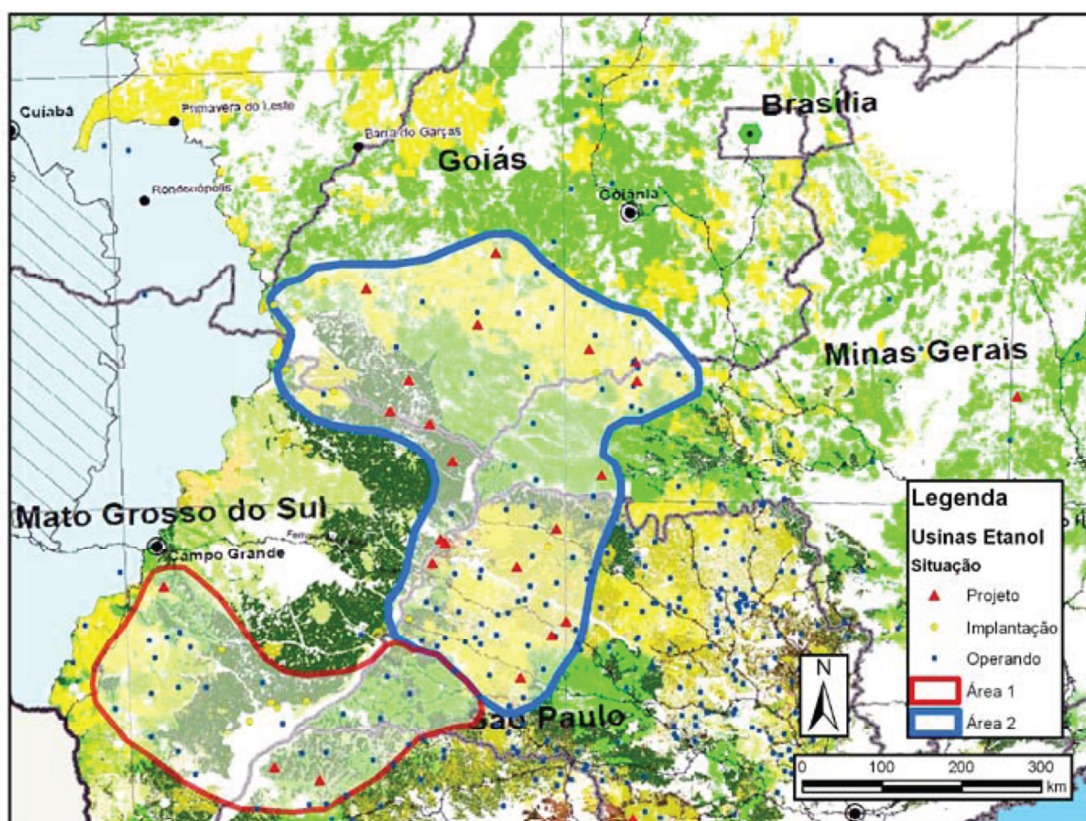 Cuiabá
Primavera do Leste
Rondonópolis
Barra do Garças
Goiás
Goiânia
Brasília
Minas Gerais
Mato Grosso do Sul
Campo Grande
São Paulo
Legenda
Usinas Etanol
Situação
Projeto
Implantação
Operando
Área 1
Área 2
N
0 100 200 300
km